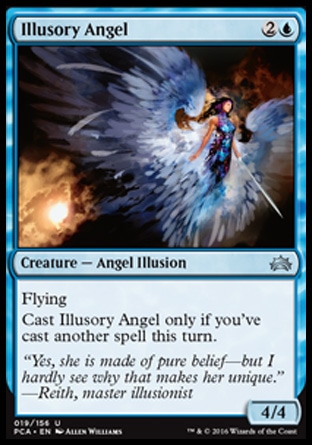 Illusory Angel 2
Creature — Angel Illusion
Flying
Cast Illusory Angel only if you've
cast another spell this turn.
"Yes, she is made of pure belief—but I
hardly see why that makes her unique."
—Reith, master illusionist
4/4
019/156 U
PCA • EN Allen Williams ™ & © 2016 Wizards of the Coast